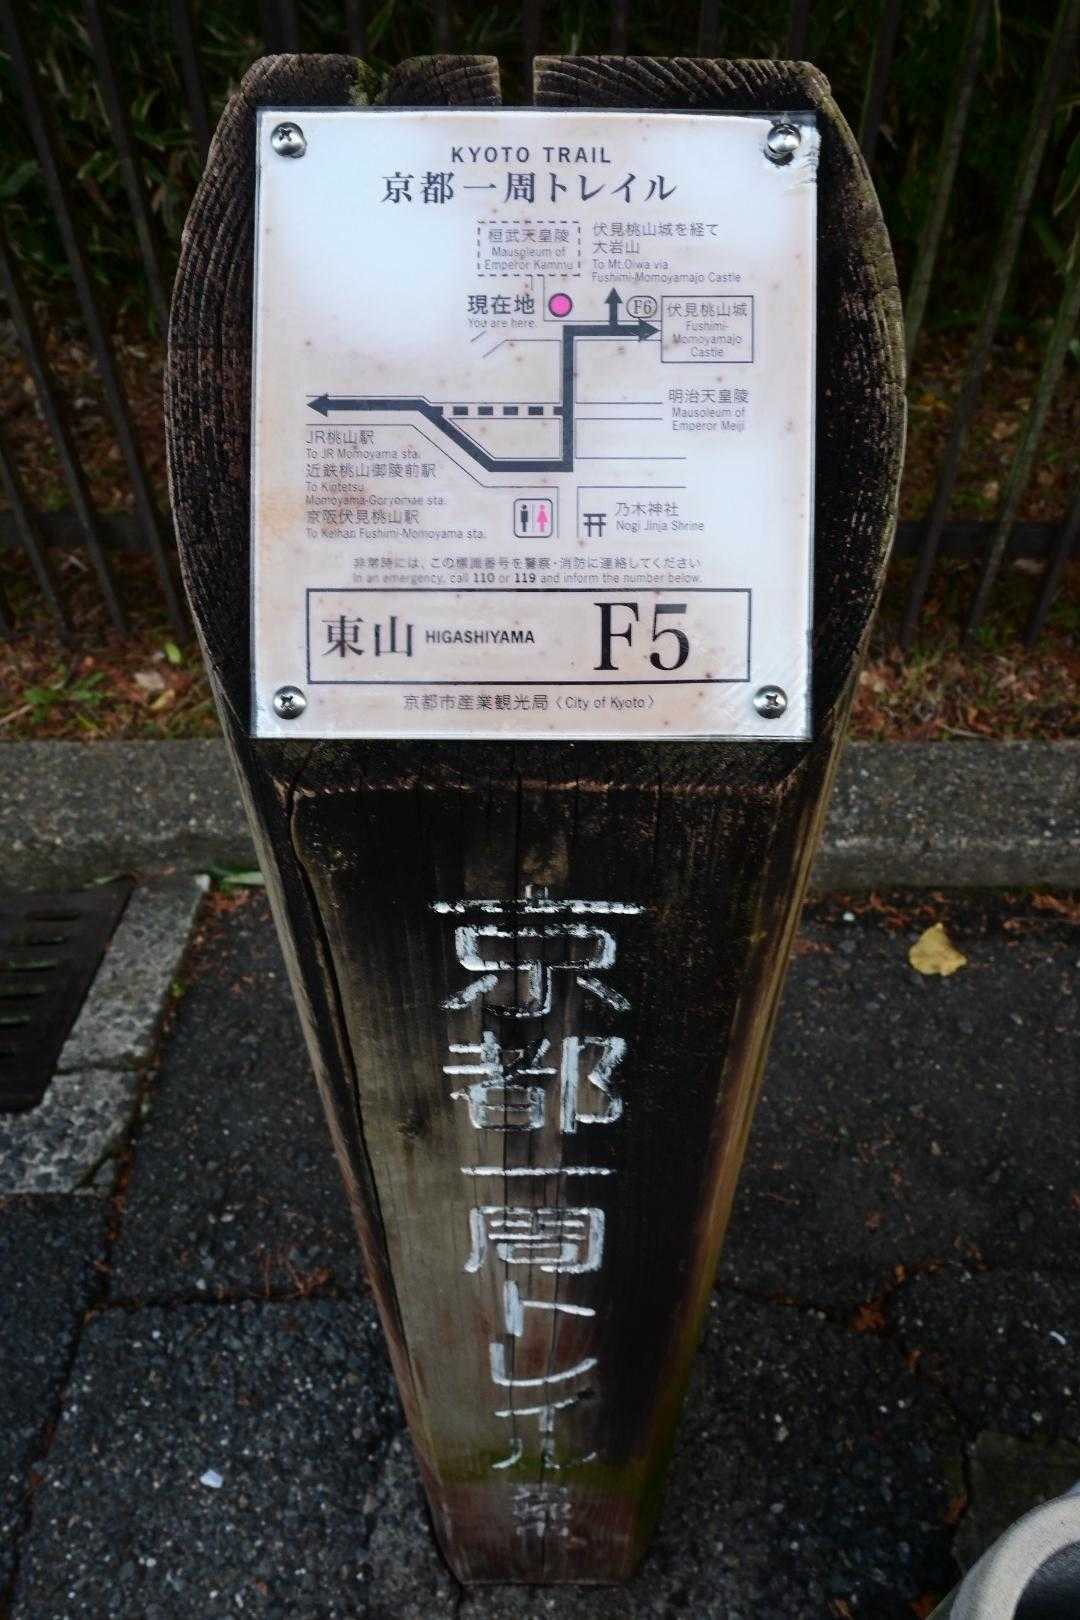 KYOTO TRAIL
京都一周トレイル
桓武天皇陵
Mausoleum of
Emperor Kammu
伏見桃山城を経て
大岩山
To Mt.Oiwa via
Fushimi-Momoyamajo Castle
現在地
You are here.
F6
伏見桃山城
Fushimi-
Momoyamajo
Castle
明治天皇陵
Mausoleum of
Emperor Meiji
JR桃山駅
To JR Momoyama sta.
近鉄桃山御陵前駅
To Kintetsu
Momoyama-Goryomae sta.
京阪伏見桃山駅
To Keihan Fushimi-Momoyama sta.
乃木神社
Nogi Jinja Shrine
非常時には、この標識番号を警察・消防に連絡してください
In an emergency, call 110 or 119 and inform the number below.
東山 HIGASHIYAMA F5
京都市産業観光局〈City of Kyoto〉
京都一周トレイル